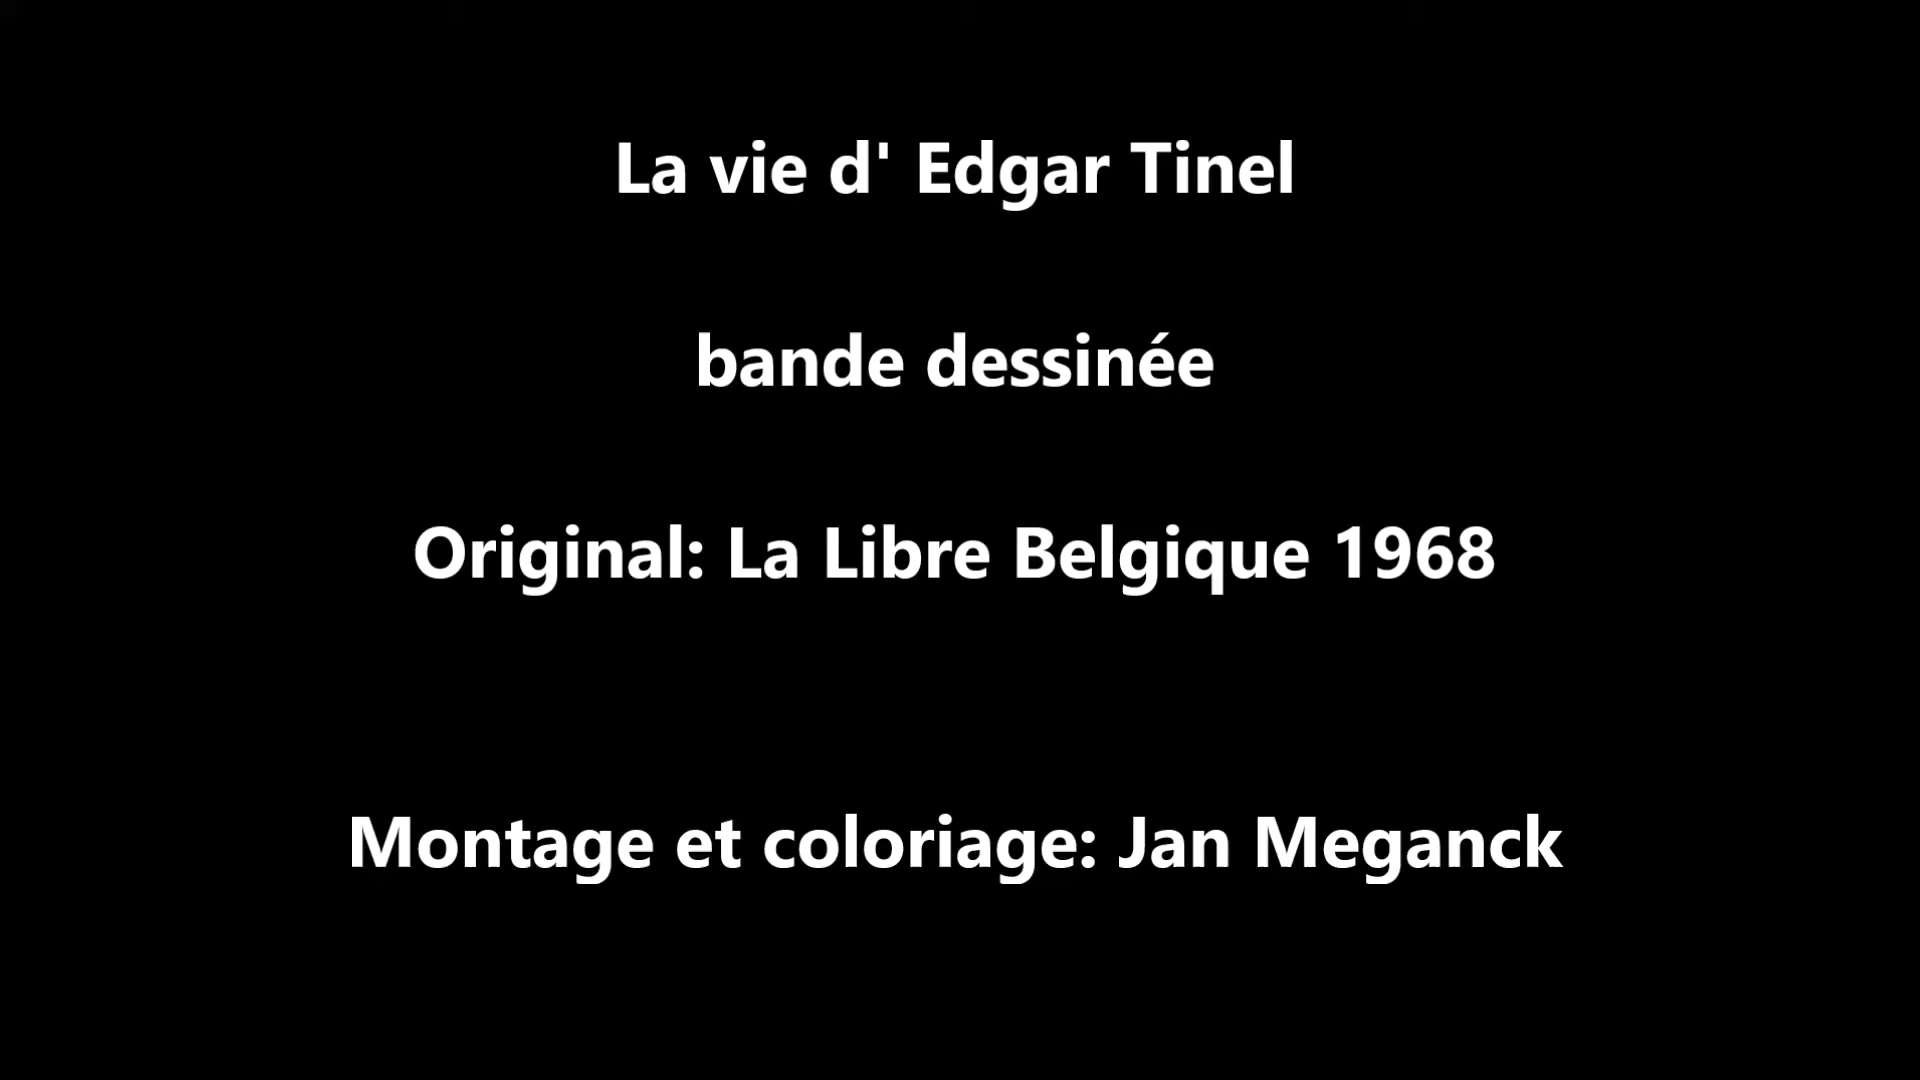 La vie d' Edgar Tinel
bande dessinée
Original: La Libre Belgique 1968
Montage et coloriage: Jan Meganck